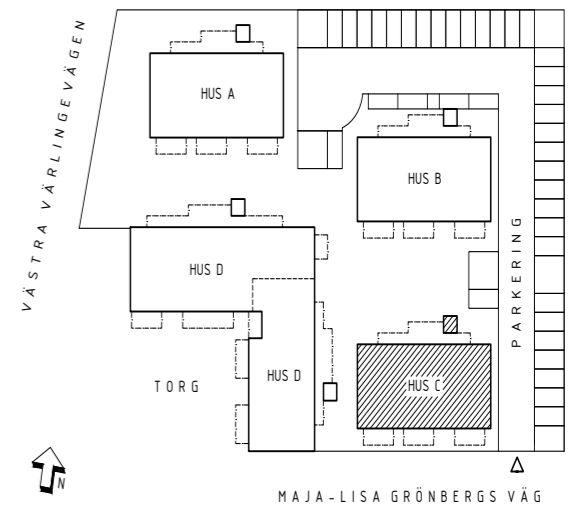 VÄSTRA VÄRLINGEVÄGEN
HUS A
HUS B
HUS D
PARKERING
TORG
HUS D
HUS C
N
MAJA-LISA GRÖNBERGS VÄG